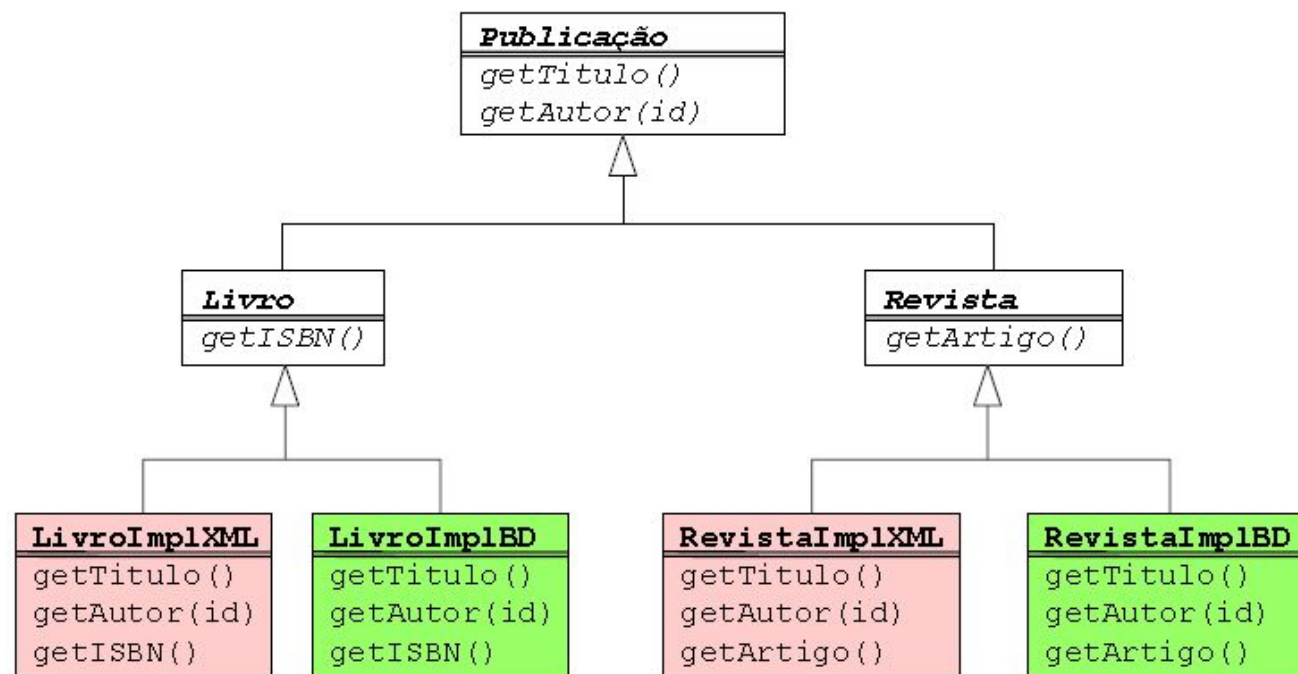 Publicação
getTitulo()
getAutor(id)
Livro
getISBN()
Revista
getArtigo()
LivroImplXML
getTitulo()
getAutor(id)
getISBN()
LivroImplBD
getTitulo()
getAutor(id)
getISBN()
RevistaImplXML
getTitulo()
getAutor(id)
getArtigo()
RevistaImplBD
getTitulo()
getAutor(id)
getArtigo()